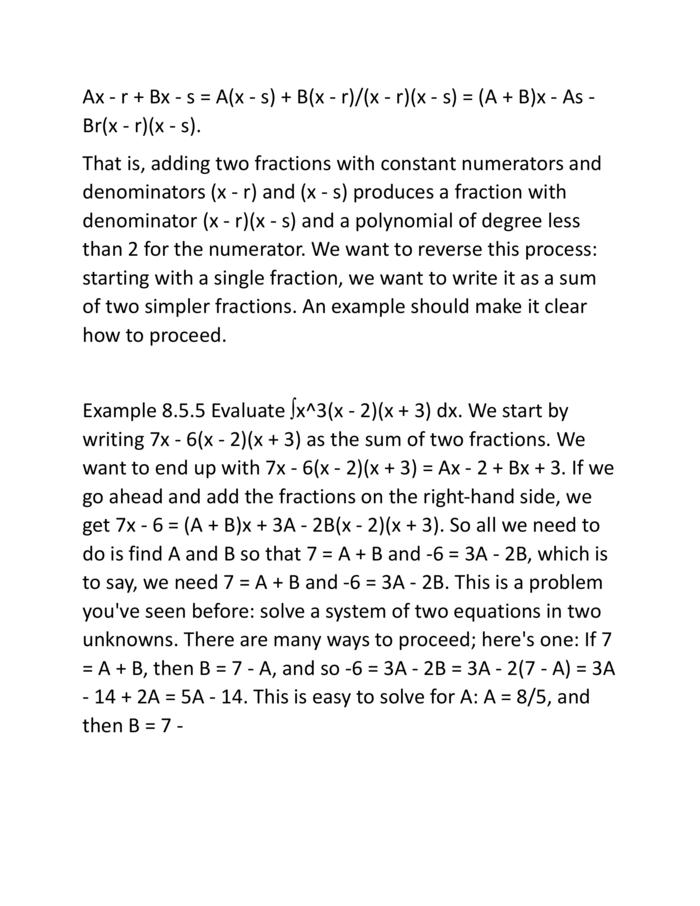 Ax - r + Bx - s = A(x - s) + B(x - r)/(x - r)(x - s) = (A + B)x - As -
Br(x - r)(x - s).
That is, adding two fractions with constant numerators and
denominators (x - r) and (x - s) produces a fraction with
denominator (x - r)(x - s) and a polynomial of degree less
than 2 for the numerator. We want to reverse this process:
starting with a single fraction, we want to write it as a sum
of two simpler fractions. An example should make it clear
how to proceed.
Example 8.5.5 Evaluate ∫x^3(x - 2)(x + 3) dx. We start by
writing 7x - 6(x - 2)(x + 3) as the sum of two fractions. We
want to end up with 7x - 6(x - 2)(x + 3) = Ax - 2 + Bx + 3. If we
go ahead and add the fractions on the right-hand side, we
get 7x - 6 = (A + B)x + 3A - 2B(x - 2)(x + 3). So all we need to
do is find A and B so that 7 = A + B and -6 = 3A - 2B, which is
to say, we need 7 = A + B and -6 = 3A - 2B. This is a problem
you've seen before: solve a system of two equations in two
unknowns. There are many ways to proceed; here's one: If 7
= A + B, then B = 7 - A, and so -6 = 3A - 2B = 3A - 2(7 - A) = 3A
- 14 + 2A = 5A - 14. This is easy to solve for A: A = 8/5, and
then B = 7 -